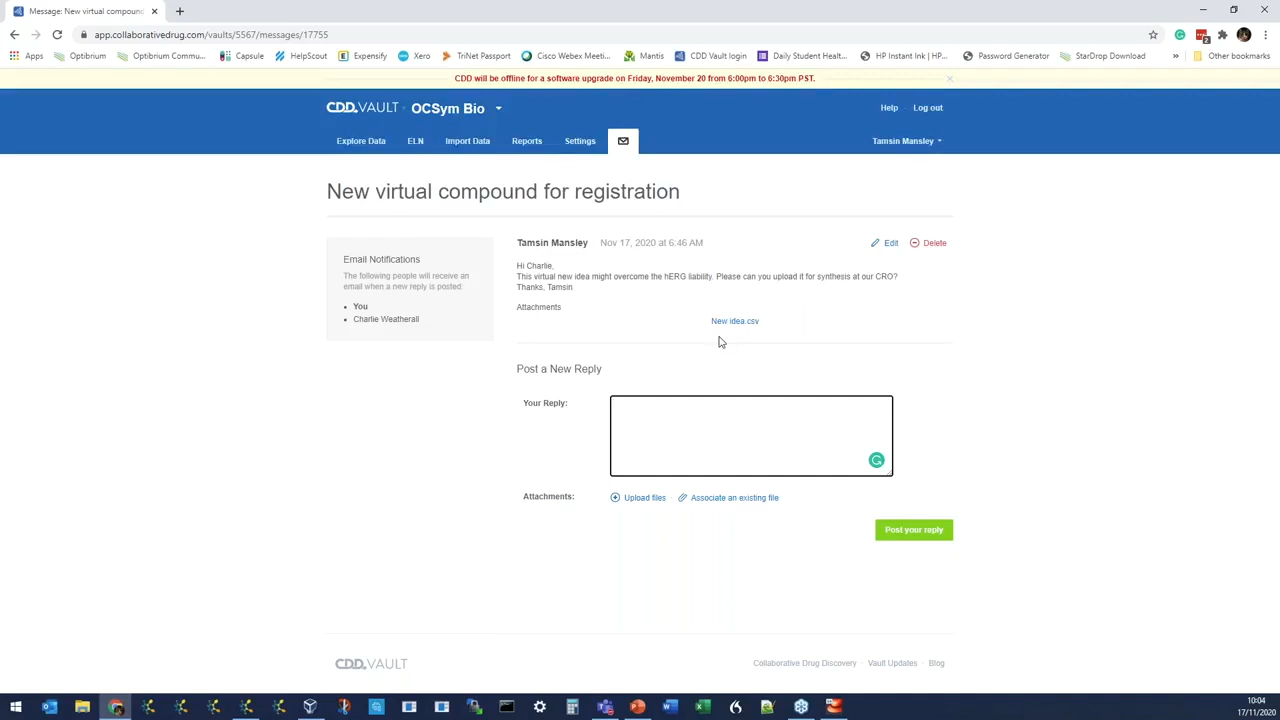 Message: New virtual compound
app.collaborativedrug.com/vaults/5567/messages/17755
2
Apps Optibrium Optibrium Commu... Capsule HelpScout Expensify Xero TriNet Passport Cisco Webex Meeti... Mantis CDD Vault login Daily Student Healt... HP Instant Ink | HP... Password Generator StarDrop Download » Other bookmarks
CDD will be offline for a software upgrade on Friday, November 20 from 6:00pm to 6:30pm PST.
CDD.VAULT OCSym Bio
Help Log out
Explore Data ELN Import Data Reports Settings
Tamsin Mansley
New virtual compound for registration
Email Notifications
The following people will receive an
email when a new reply is posted:
• You
• Charlie Weatherall
Tamsin Mansley Nov 17, 2020 at 6:46 AM
Edit Delete
Hi Charlie,
This virtual new idea might overcome the hERG liability. Please can you upload it for synthesis at our CRO?
Thanks, Tamsin
Attachments
New idea.csv
Post a New Reply
Your Reply:
Attachments: Upload files · Associate an existing file
Post your reply
CDD.VAULT
Collaborative Drug Discovery · Vault Updates · Blog
10:04
17/11/2020